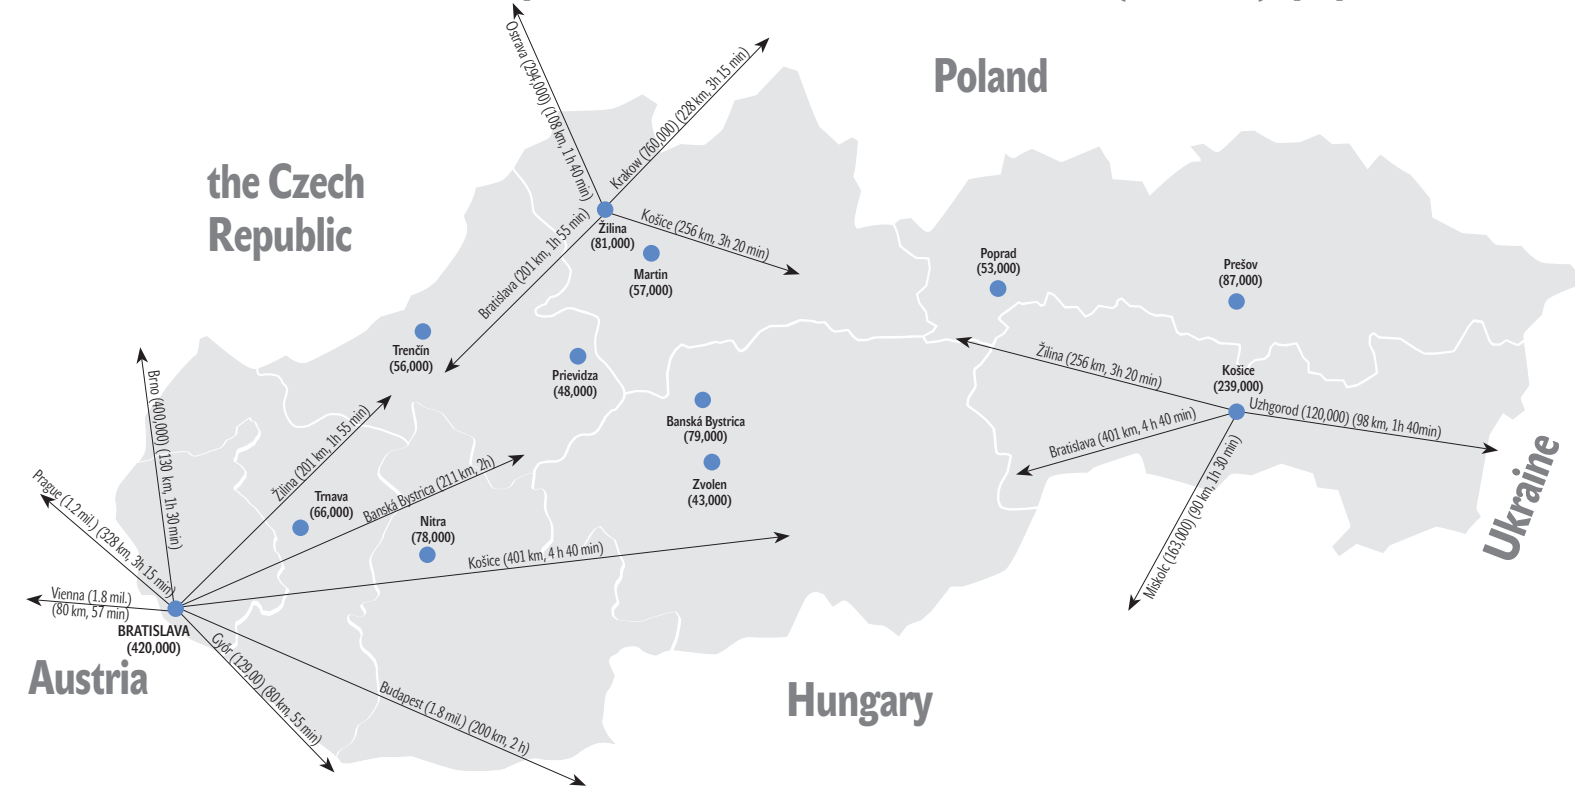 Poland
the Czech
Republic
Ostrava (294,000) (108 km, 1 h 40 min)
Krakow (760,000) (228 km, 3h 15 min)
Košice (256 km, 3h 20 min)
Bratislava (201 km, 1h 55 min)
Žilina
(81,000)
Martin
(57,000)
Poprad
(53,000)
Prešov
(87,000)
Trenčín
(56,000)
Prievidza
(48,000)
Banská Bystrica
(79,000)
Zvolen
(43,000)
Žilina (256 km, 3h 20 min)
Košice
(239,000)
Uzhgorod (120,000) (98 km, 1h 40min)
Bratislava (401 km, 4 h 40 min)
Miskolc (163,000) (90 km, 1h 30 min)
Ukraine
Brno (400,000) (130 km, 1h 30 min)
Žilina (201 km, 1h 55 min)
Prague (1.2 mil.) (328 km, 3h 15 min)
Trnava
(66,000)
Banská Bystrica (211 km, 2h)
Nitra
(78,000)
Košice (401 km, 4 h 40 min)
Vienna (1.8 mil.)
(80 km, 57 min)
BRATISLAVA
(420,000)
Győr (129,00) (80 km, 55 min)
Budapest (1.8 mil.) (200 km, 2 h)
Austria
Hungary